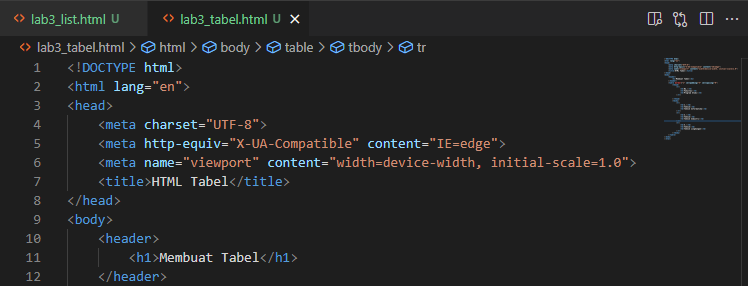 lab3_list.html U lab3_tabel.html U ×
lab3_tabel.html > html > body > table > tbody > tr
1 <!DOCTYPE html>
2 <html lang="en">
3 <head>
4 <meta charset="UTF-8">
5 <meta http-equiv="X-UA-Compatible" content="IE=edge">
6 <meta name="viewport" content="width=device-width, initial-scale=1.0">
7 <title>HTML Tabel</title>
8 </head>
9 <body>
10 <header>
11 <h1>Membuat Tabel</h1>
12 </header>